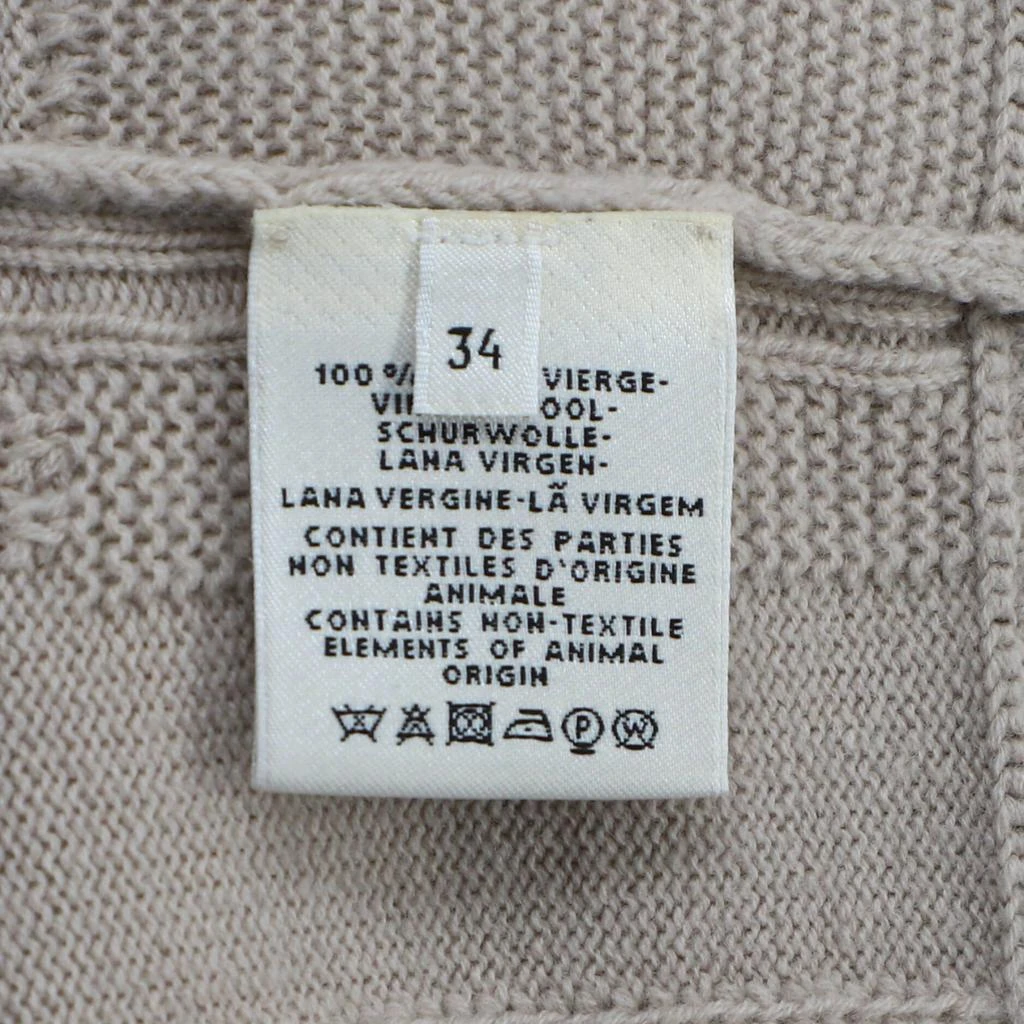 34
100 % VIERGE-
OOL-
SCHURWOLLE-
LANA VIRGEN-
LANA VERGINE-LÃ VIRGEM
CONTIENT DES PARTIES
NON TEXTILES D'ORIGINE
ANIMALE
CONTAINS NON-TEXTILE
ELEMENTS OF ANIMAL
ORIGIN
P W